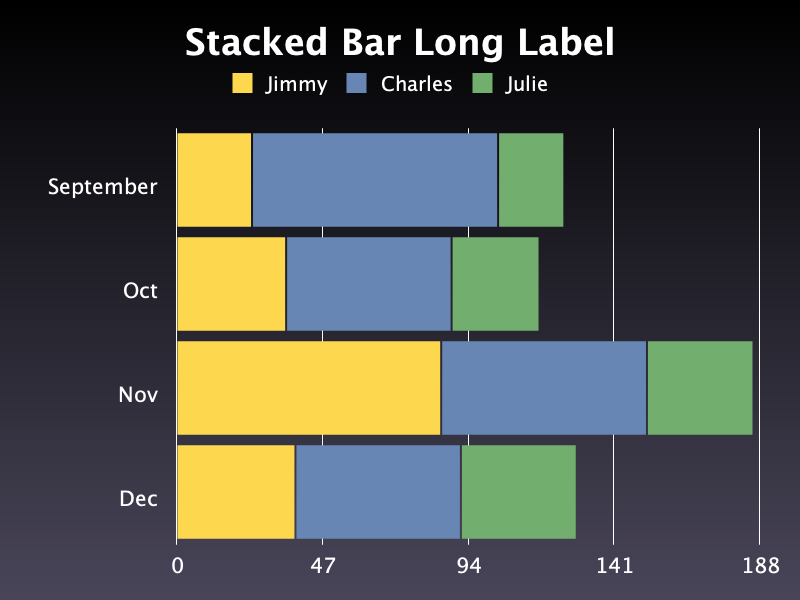 Stacked Bar Long Label
Jimmy Charles Julie
September
Oct
Nov
Dec
0 47 94 141 188